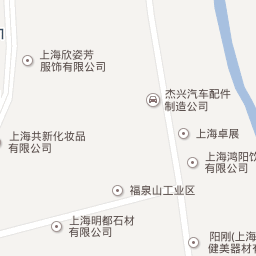 上海欣姿芳
服饰有限公司
杰兴汽车配件
制造公司
上海卓展
上海共新化妆品
有限公司
上海鸿阳饮
有限公司
福泉山工业区
上海明都石材
有限公司
阳刚(上海
健美器材有